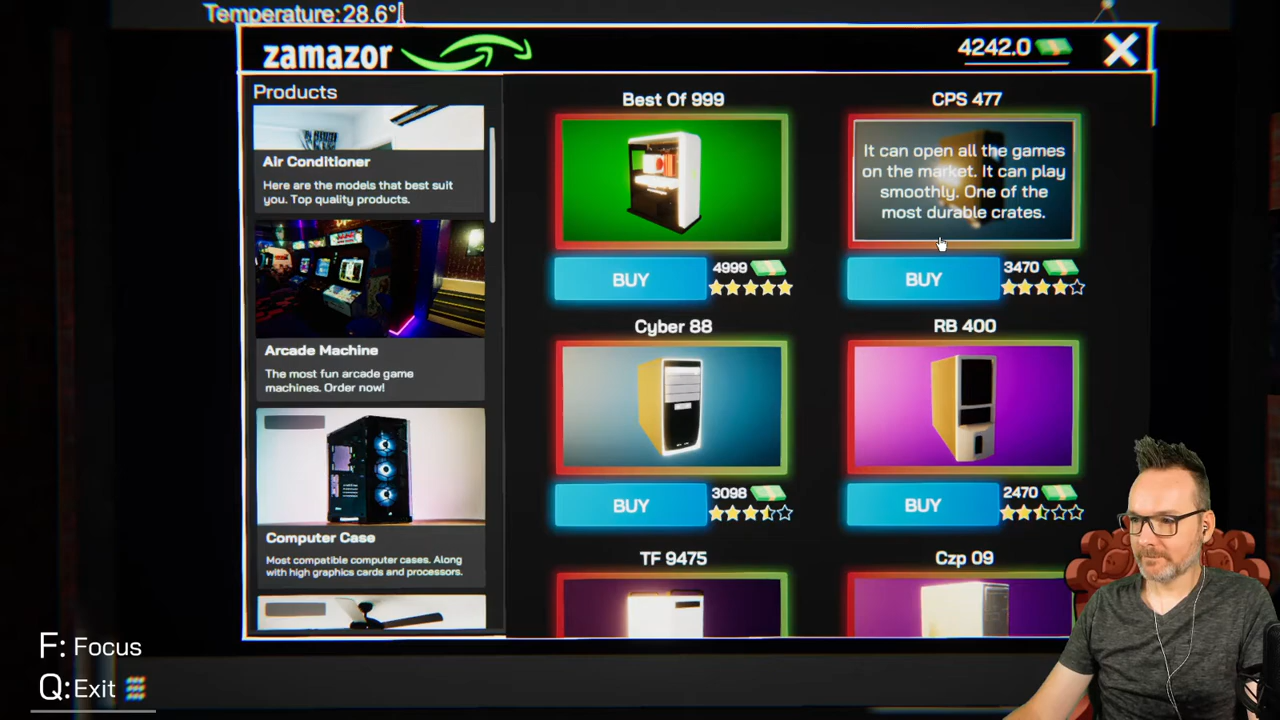 Temperature: 28.6°
zamazor
4242.0
Products
Air Conditioner
Here are the models that best suit
you. Top quality products.
Arcade Machine
The most fun arcade game
machines. Order now!
Computer Case
Most compatible computer cases. Along
with high graphics cards and processors.
Best Of 999
BUY
4999
CPS 477
It can open all the games
on the market. It can play
smoothly. One of the
most durable crates.
BUY
3470
Cyber 88
BUY
3098
RB 400
BUY
2470
TF 9475
Czp 09
F: Focus
Q: Exit